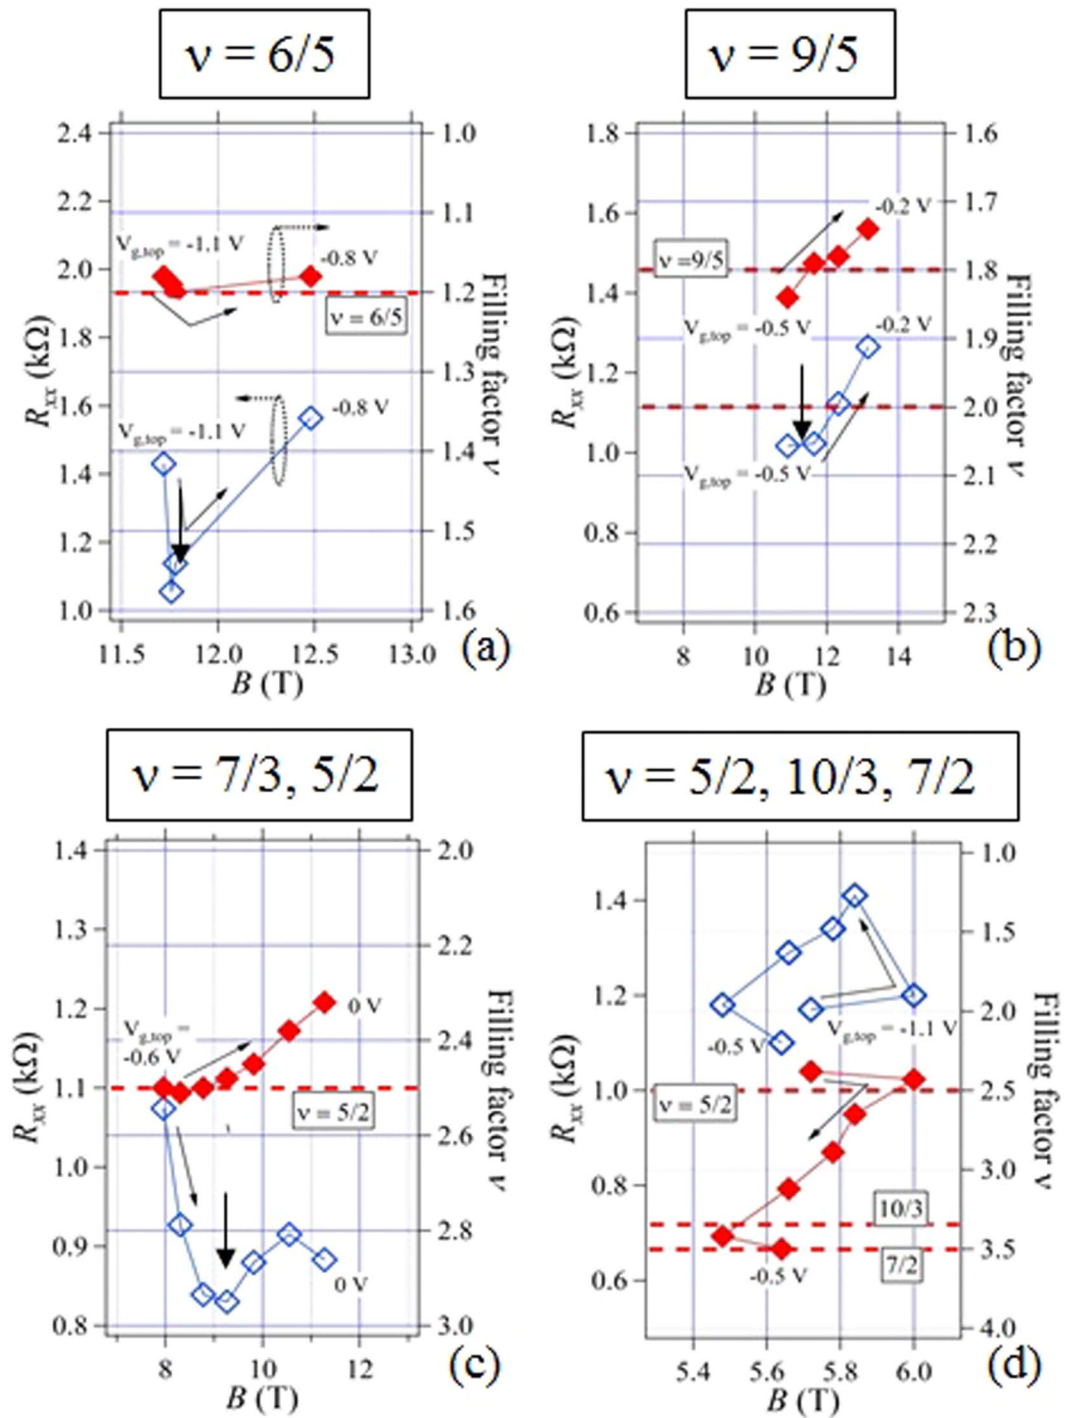 ν = 6/5
ν = 9/5
2.4
2.2
2.0
1.8
1.6
1.4
1.2
1.0
R_xx (kΩ)
1.0
1.1
1.2
1.3
1.4
1.5
1.6
Filling factor ν
V_g,top = -1.1 V
-0.8 V
ν = 6/5
V_g,top = -1.1 V
-0.8 V
11.5 12.0 12.5 13.0
B (T)
(a)
1.8
1.6
1.4
1.2
1.0
0.8
0.6
R_xx (kΩ)
1.6
1.7
1.8
1.9
2.0
2.1
2.2
2.3
Filling factor ν
-0.2 V
ν =9/5
V_g,top = -0.5 V
-0.2 V
V_g,top = -0.5 V
8 10 12 14
B (T)
(b)
ν = 7/3, 5/2
ν = 5/2, 10/3, 7/2
1.4
1.3
1.2
1.1
1.0
0.9
0.8
R_xx (kΩ)
2.0
2.2
2.4
2.6
2.8
3.0
Filling factor ν
V_g,top =
-0.6 V
0 V
ν = 5/2
0 V
8 10 12
B (T)
(c)
1.4
1.2
1.0
0.8
0.6
R_xx (kΩ)
1.0
1.5
2.0
2.5
3.0
3.5
4.0
Filling factor ν
-0.5 V
V_g,top = -1.1 V
ν = 5/2
10/3
7/2
-0.5 V
5.4 5.6 5.8 6.0
B (T)
(d)